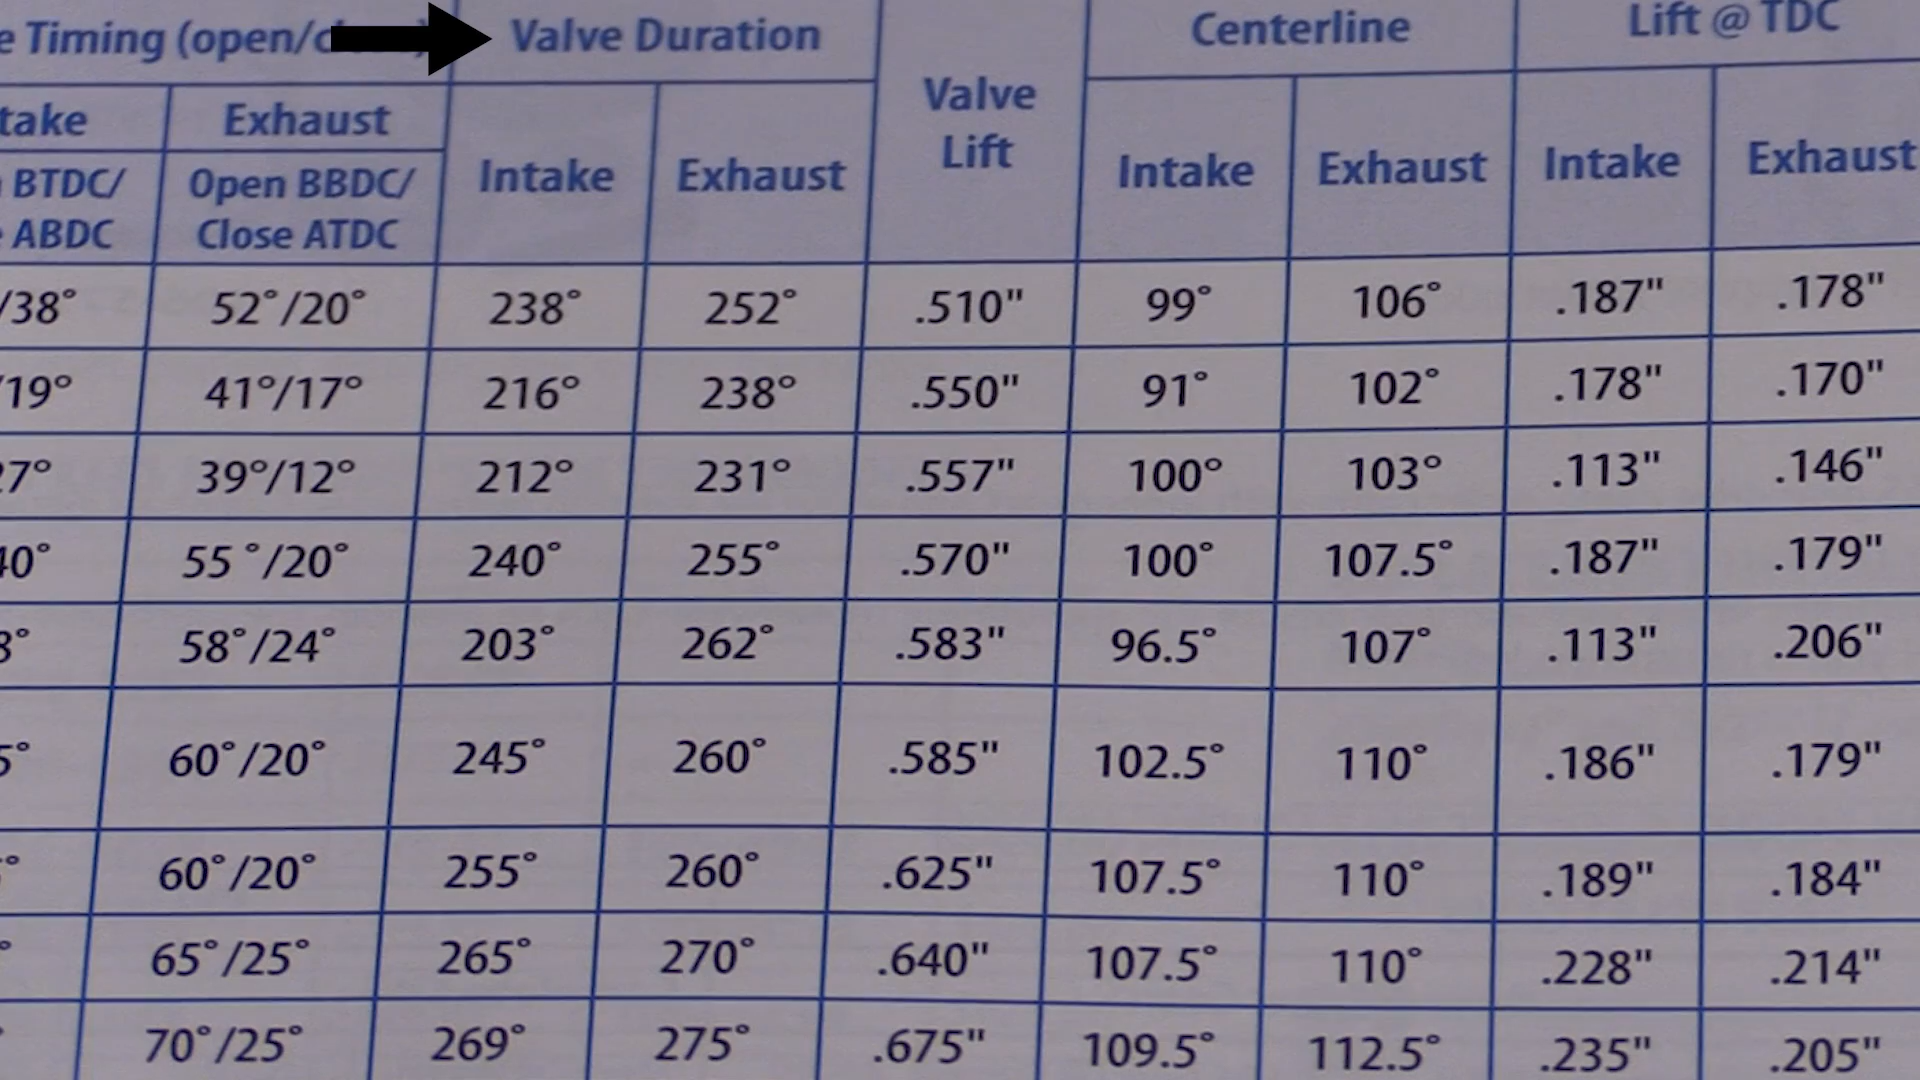 Timing (open/ Valve Duration Valve Lift Centerline Lift @ TDC
Exhaust Intake Exhaust Intake Exhaust Intake Exhaust
BTDC/ Open BBDC/
ABDC Close ATDC
/38° 52°/20° 238° 252° .510" 99° 106° .187" .178"
/19° 41°/17° 216° 238° .550" 91° 102° .178" .170"
27° 39°/12° 212° 231° .557" 100° 103° .113" .146"
40° 55 °/20° 240° 255° .570" 100° 107.5° .187" .179"
58°/24° 203° 262° .583" 96.5° 107° .113" .206"
60°/20° 245° 260° .585" 102.5° 110° .186" .179"
60°/20° 255° 260° .625" 107.5° 110° .189" .184"
65°/25° 265° 270° .640" 107.5° 110° .228" .214"
70°/25° 269° 275° .675" 109.5° 112.5° .235" .205"